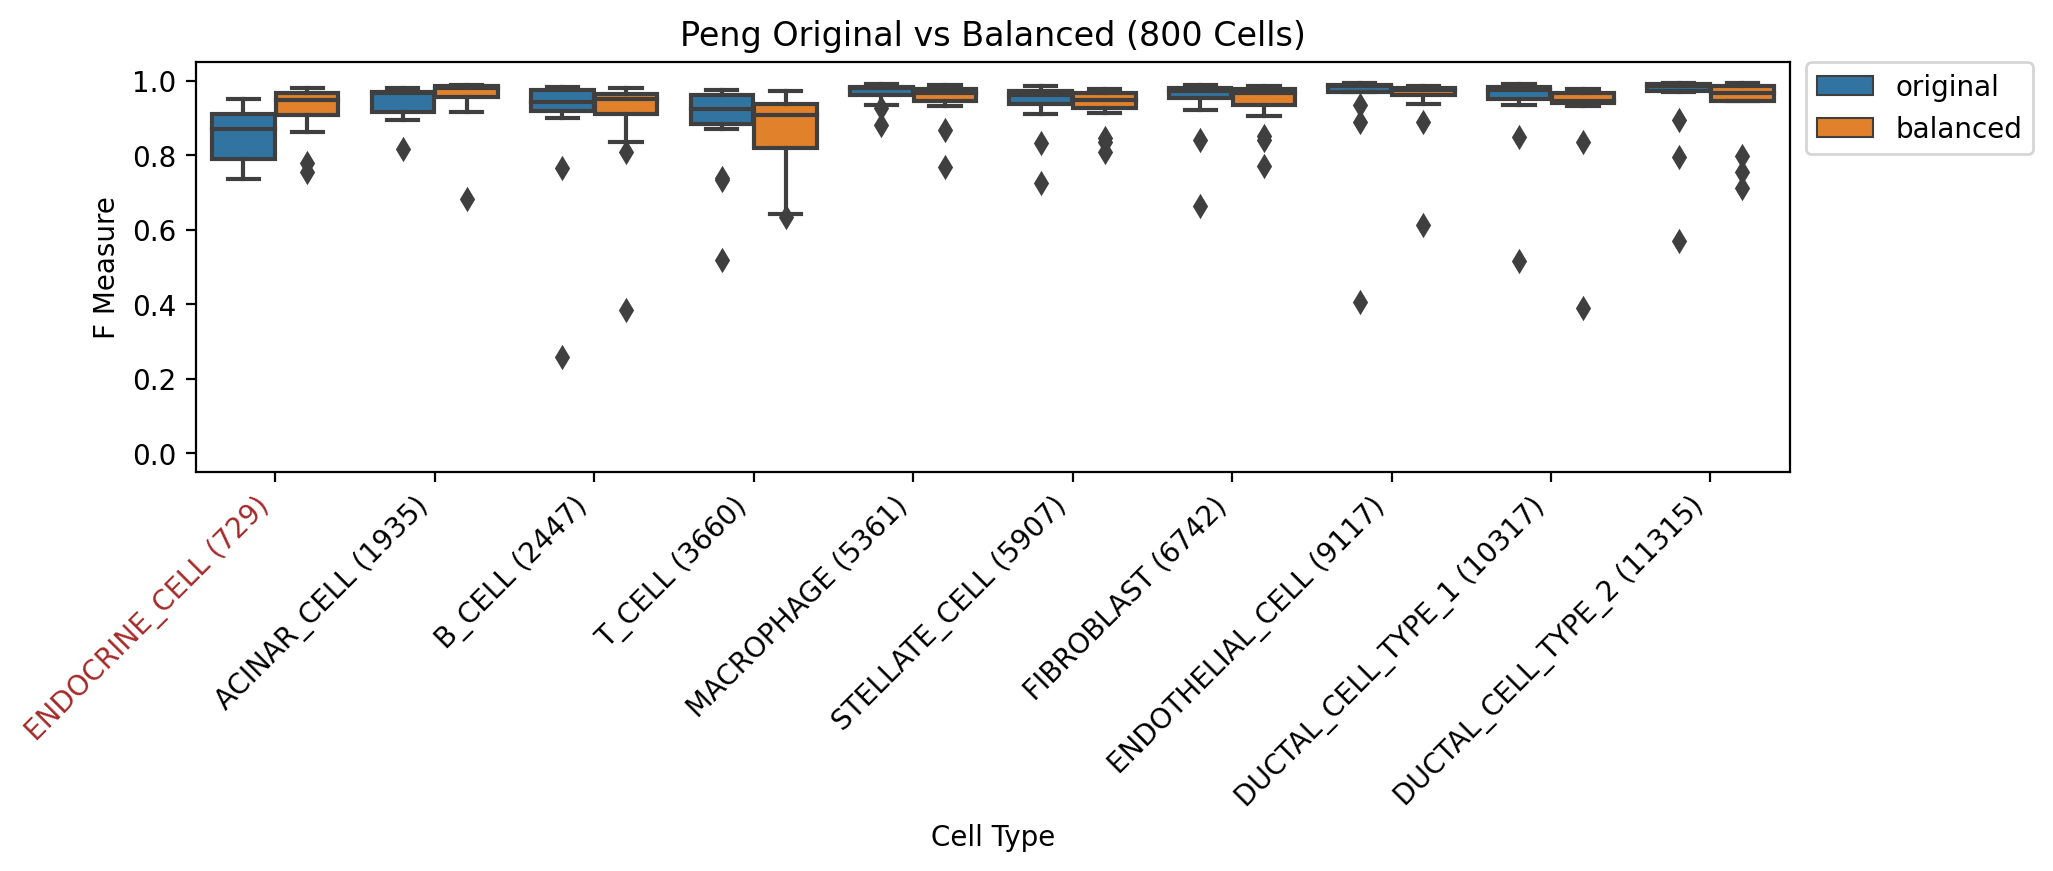 Peng Original vs Balanced (800 Cells)
original
balanced
F Measure
1.0
0.8
0.6
0.4
0.2
0.0
ENDOCRINE_CELL (729)
ACINAR_CELL (1935)
B_CELL (2447)
T_CELL (3660)
MACROPHAGE (5361)
STELLATE_CELL (5907)
FIBROBLAST (6742)
ENDOTHELIAL_CELL (9117)
DUCTAL_CELL_TYPE_1 (10317)
DUCTAL_CELL_TYPE_2 (11315)
Cell Type